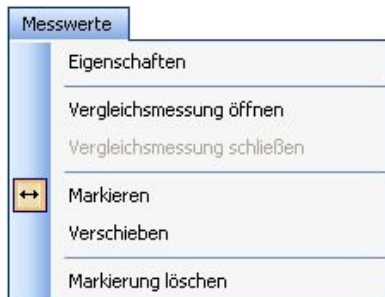 Messwerte
Eigenschaften
Vergleichsmessung öffnen
Vergleichsmessung schließen
Markieren
Verschieben
Markierung löschen